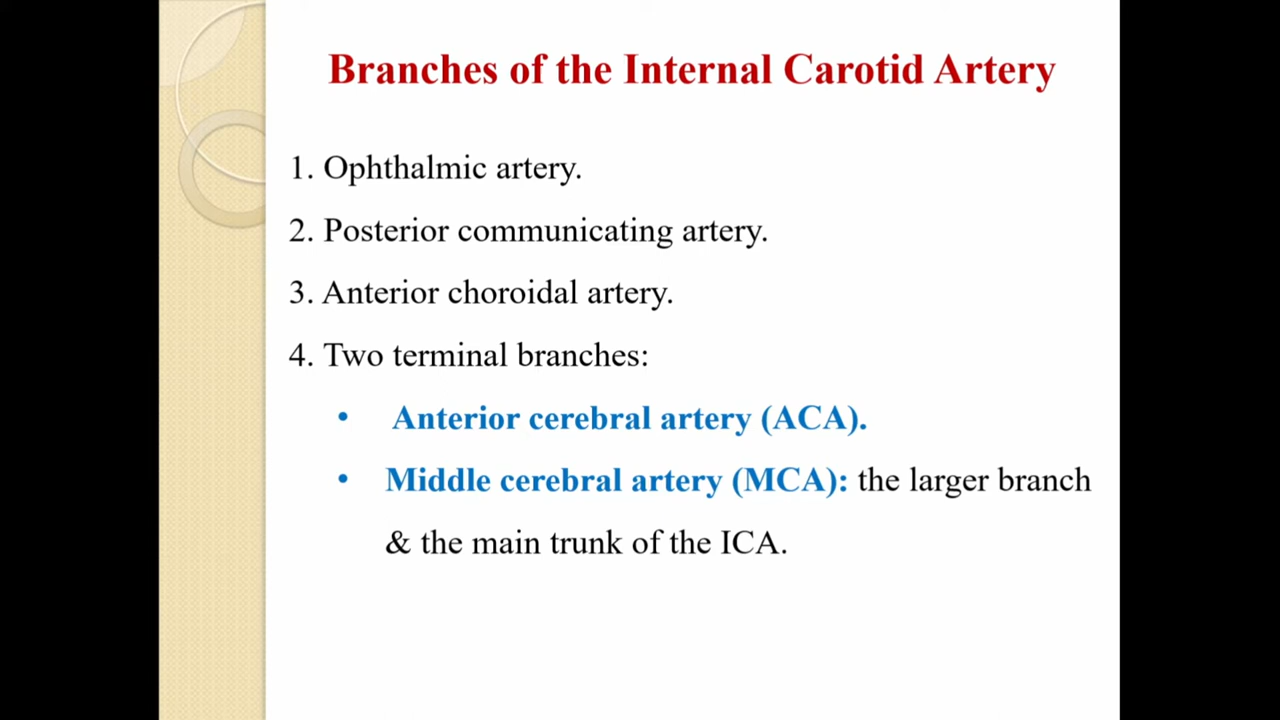 Branches of the Internal Carotid Artery
1. Ophthalmic artery.
2. Posterior communicating artery.
3. Anterior choroidal artery.
4. Two terminal branches:
• Anterior cerebral artery (ACA).
• Middle cerebral artery (MCA): the larger branch
& the main trunk of the ICA.